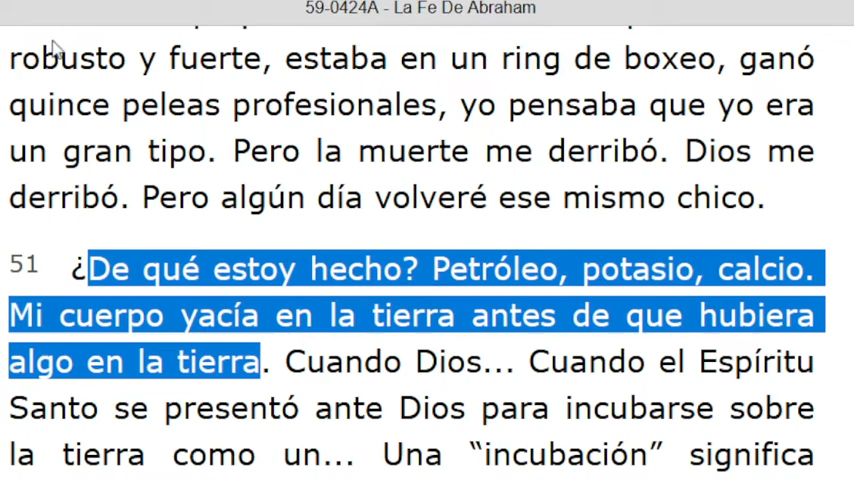 59-0424A - La Fe De Abraham
robusto y fuerte, estaba en un ring de boxeo, ganó
quince peleas profesionales, yo pensaba que yo era
un gran tipo. Pero la muerte me derribó. Dios me
derribó. Pero algún día volveré ese mismo chico.
51 ¿De qué estoy hecho? Petróleo, potasio, calcio.
Mi cuerpo yacía en la tierra antes de que hubiera
algo en la tierra. Cuando Dios... Cuando el Espíritu
Santo se presentó ante Dios para incubarse sobre
la tierra como un... Una “incubación” significa